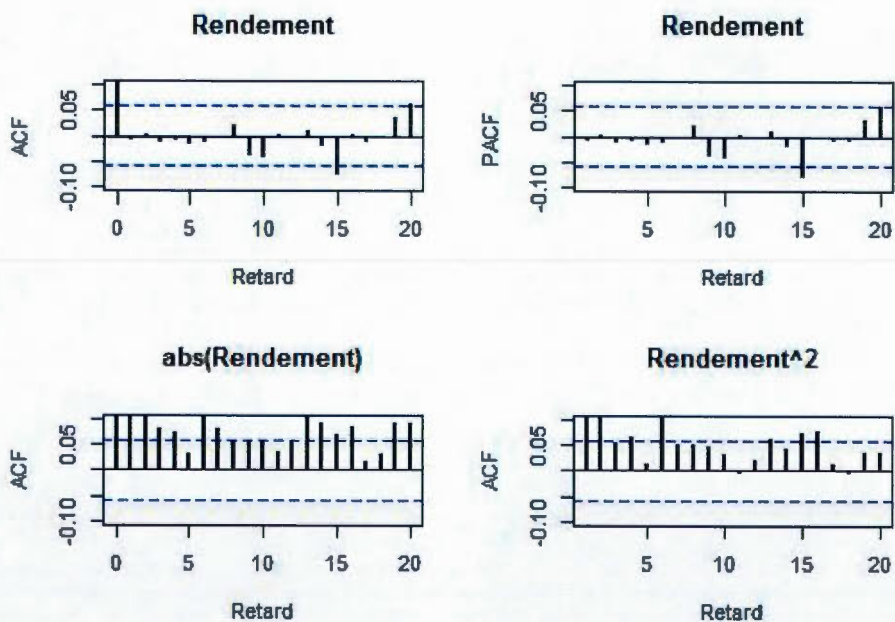 Rendement
ACF
0.05
-0.10
0 5 10 15 20
Retard
Rendement
PACF
0.05
-0.10
5 10 15 20
Retard
abs(Rendement)
ACF
0.05
-0.10
0 5 10 15 20
Retard
Rendement^2
ACF
0.05
-0.10
5 10 15 20
Retard